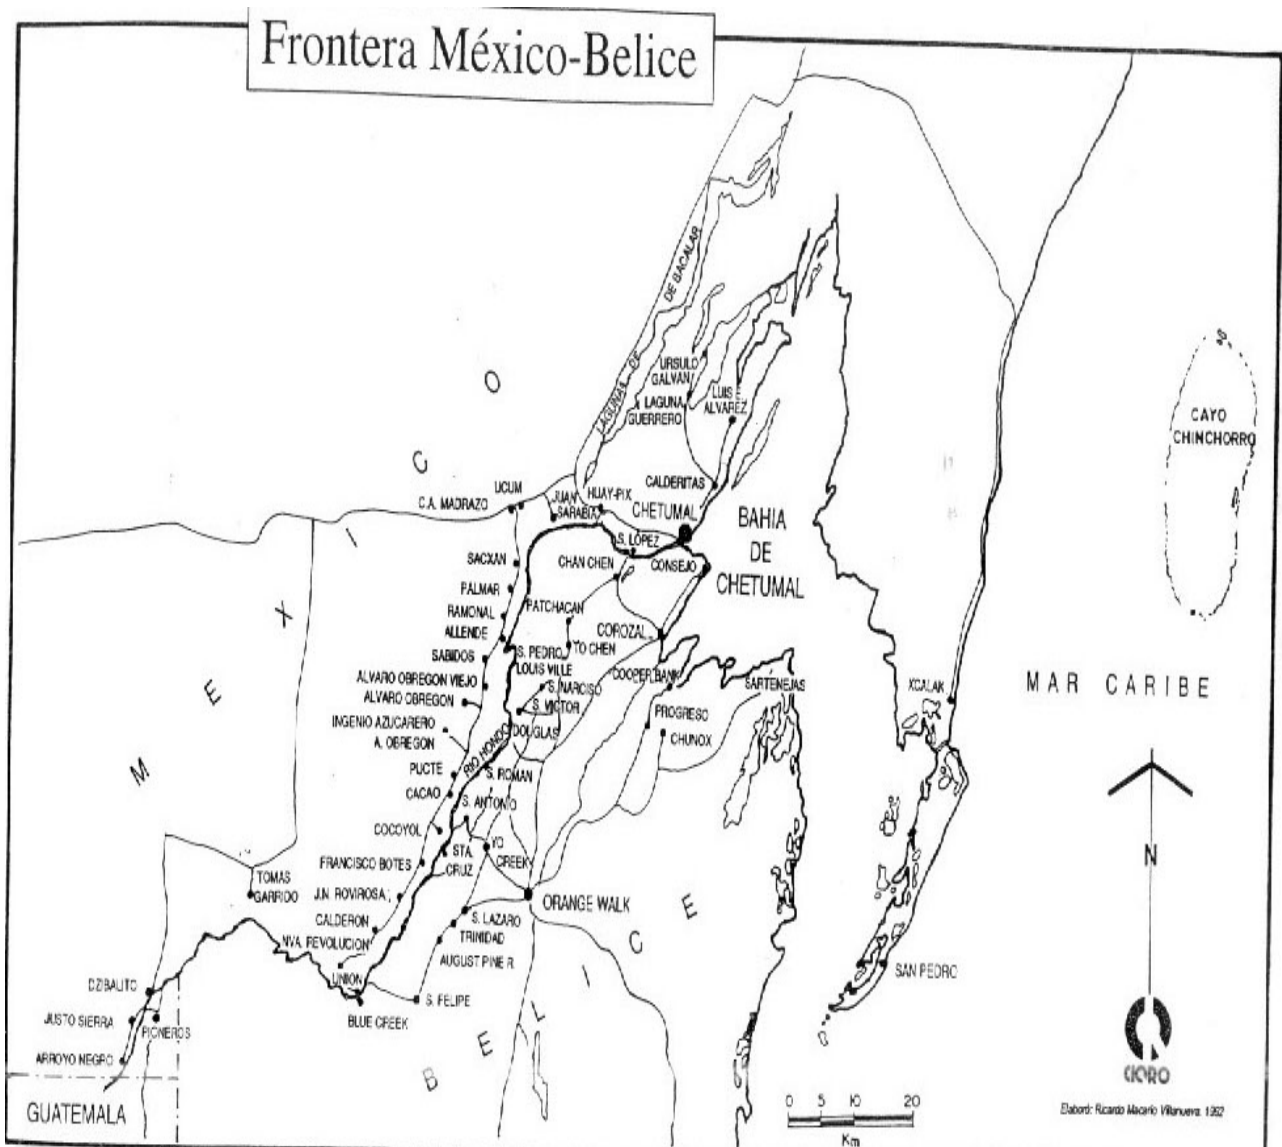 Frontera México-Belice
LAGUNA DE DE BACALAR
URSULO
GALVAN
LUIS E
ALVAREZ
LAGUNA
GUERRERO
CAYO
CHINCHORRO
CALDERITAS
UCUM
C.A. MADRAZO
JUAN
SARABIA
HUAY-PIX
CHETUMAL
BAHIA
DE
CHETUMAL
S. LÓPEZ
CHAN CHEN
CONSEJO
SACXAN
PALMAR
RAMONAL
PATCHACAN
ALLENDE
COROZAL
YO CHEN
SABIDOS
S. PEDRO
LOUIS VILLE
COOPER BANK
SARTENEJAS
ALVARO OBREGON VIEJO
S. NARCISO
XCALAK
MAR CARIBE
ALVARO OBREGON
S. VICTOR
PROGRESO
INGENIO AZUCARERO
A. OBREGON
DOUGLAS
CHUNOX
RIO HONDO
PUCTE
S. ROMAN
CACAO
S. ANTONIO
COCOYOL
STA.
CRUZ
YO
CREEK
FRANCISCO BOTES
TOMAS
GARRIDO
J.N. ROVIROSA
ORANGE WALK
CALDERON
S. LAZARO
NVA. REVOLUCION
TRINIDAD
AUGUST PINE R
UNION
S. FELIPE
BLUE CREEK
SAN PEDRO
DZIBALITO
JUSTO SIERRA
PIONEROS
ARROYO NEGRO
GUATEMALA
MEXICO
BELICE
N
CIQRO
0 5 10 20
Km
Elaboró: Ricardo Macario Villanueva. 1992